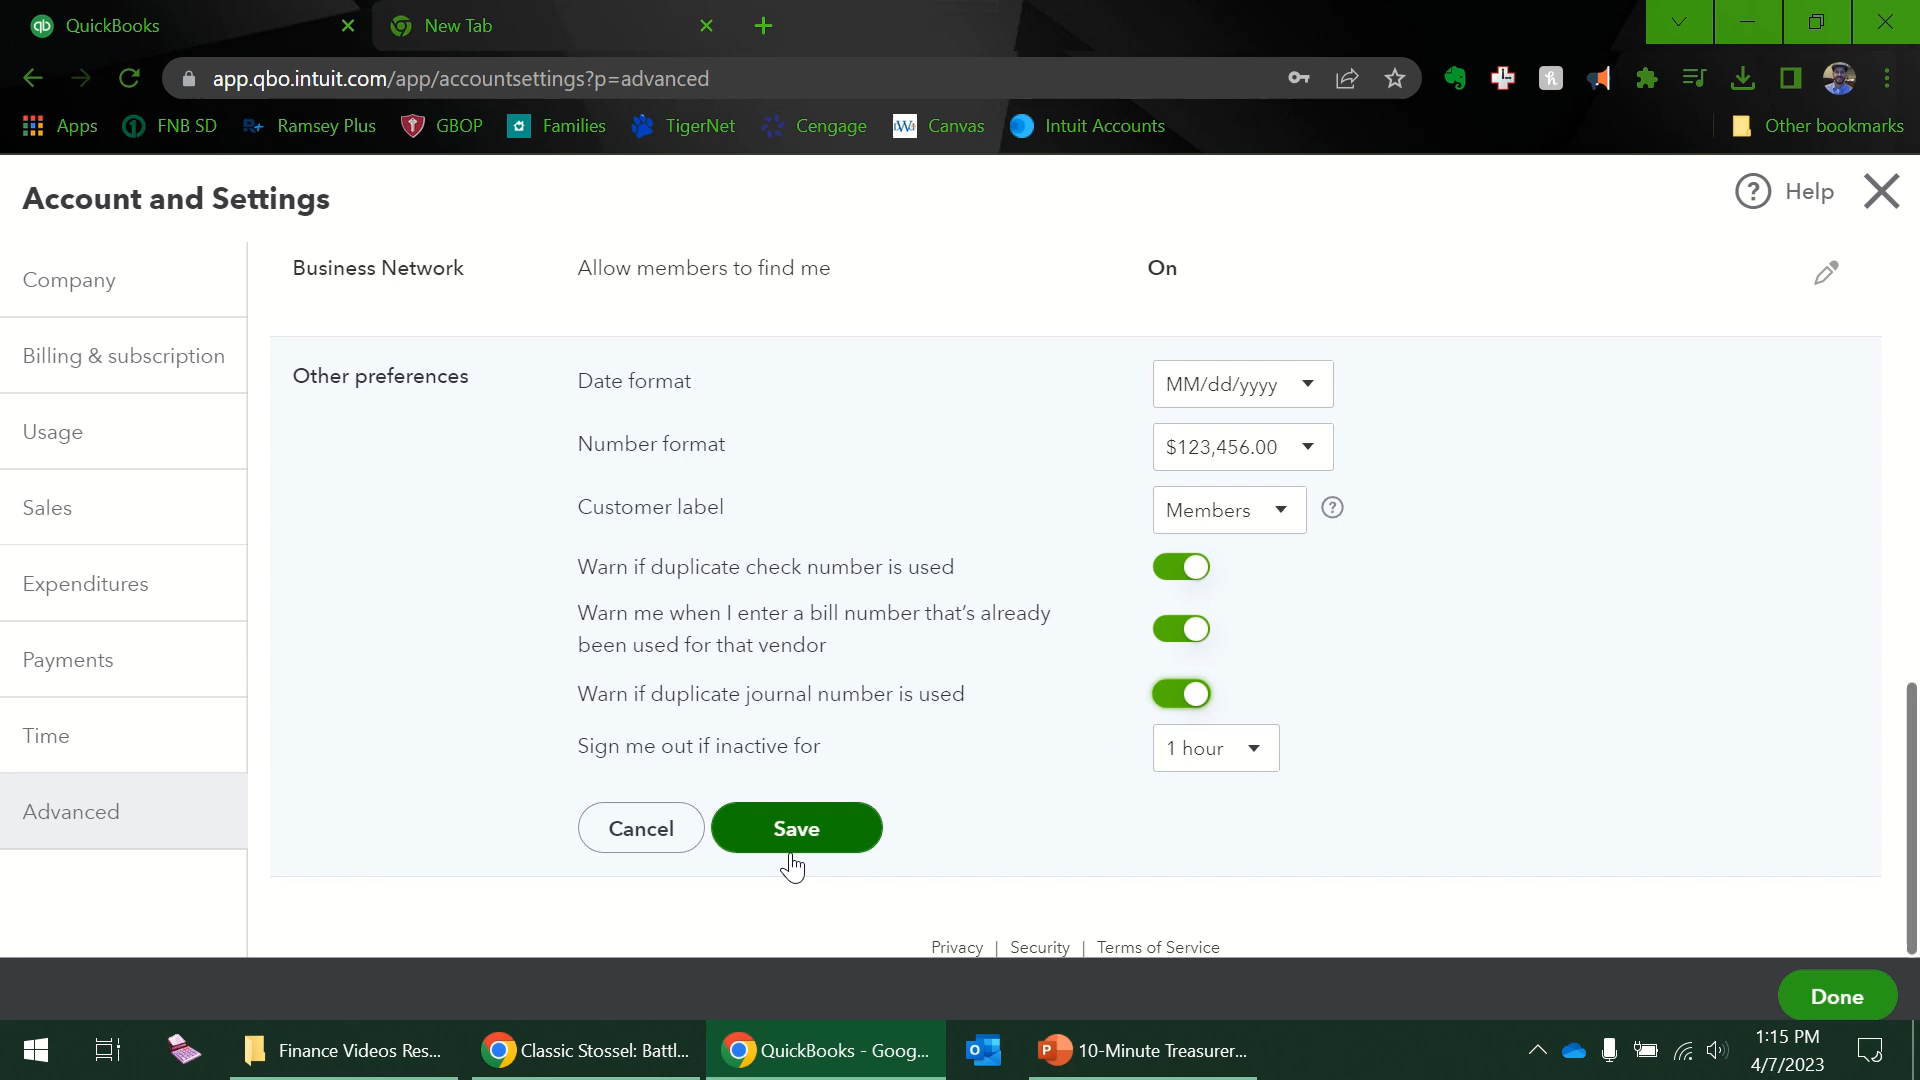 QuickBooks
New Tab
app.qbo.intuit.com/app/accountsettings?p=advanced
Apps
FNB SD
Ramsey Plus
GBOP
Families
TigerNet
Cengage
Canvas
Intuit Accounts
Other bookmarks
Account and Settings
Help
Company
Billing & subscription
Usage
Sales
Expenditures
Payments
Time
Advanced
Business Network
Allow members to find me
On
Other preferences
Date format
MM/dd/yyyy
Number format
$123,456.00
Customer label
Members
Warn if duplicate check number is used
Warn me when I enter a bill number that's already
been used for that vendor
Warn if duplicate journal number is used
Sign me out if inactive for
1 hour
Cancel
Save
Privacy | Security | Terms of Service
Done
Finance Videos Res...
Classic Stossel: Battl...
QuickBooks - Goog...
10-Minute Treasurer...
1:15 PM
4/7/2023